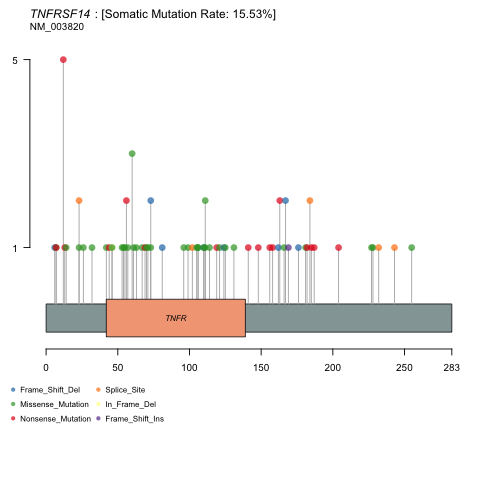 TNFRSF14 : [Somatic Mutation Rate: 15.53%]
NM_003820
5
1
TNFR
0 50 100 150 200 250 283
Frame_Shift_Del Splice_Site
Missense_Mutation In_Frame_Del
Nonsense_Mutation Frame_Shift_Ins